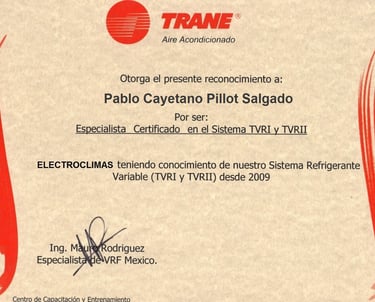 TRANE®
Aire Acondicionado
Otorga el presente reconocimiento a:
Pablo Cayetano Pillot Salgado
Por ser:
Especialista Certificado en el Sistema TVRI y TVRII
ELECTROCLIMAS teniendo conocimiento de nuestro Sistema Refrigerante
Variable (TVRI y TVRII) desde 2009
Ing. Mauro Rodriguez
Especialista de VRF Mexico.
Centro de Capacitación y Entrenamiento